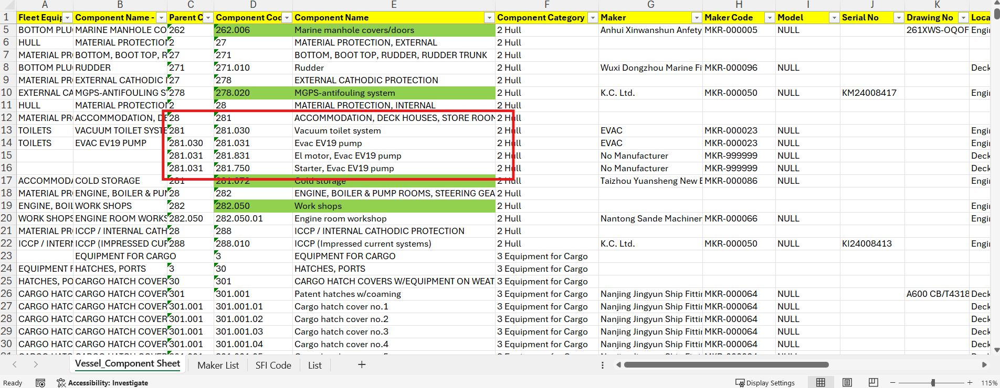 A B C D E F G H I J K
1 Fleet Equip Component Name - Parent C Component Cod Component Name Component Category Maker Maker Code Model Serial No Drawing No Loca
5 BOTTOM PLU MARINE MANHOLE CO 262 262.006 Marine manhole covers/doors 2 Hull Anhui Xinwanshun Anfety MKR-000005 NULL 261XWS-OQOF Engin
6 HULL MATERIAL PROTECTIO 2 27 MATERIAL PROTECTION, EXTERNAL 2 Hull
7 MATERIAL PR BOTTOM, BOOT TOP, R 27 271 BOTTOM, BOOT TOP, RUDDER, RUDDER TRUNK 2 Hull
8 BOTTOM PLU RUDDER 271 271.010 Rudder 2 Hull Wuxi Dongzhou Marine Fi MKR-000096 NULL Deck
9 MATERIAL PR EXTERNAL CATHODIC 27 278 EXTERNAL CATHODIC PROTECTION 2 Hull
10 EXTERNAL CA MGPS-ANTIFOULING S 278 278.020 MGPS-antifouling system 2 Hull K.C. Ltd. MKR-000050 NULL KM24008417 Engin
11 HULL MATERIAL PROTECTIO 2 28 MATERIAL PROTECTION, INTERNAL 2 Hull
12 MATERIAL PR ACCOMMODATION, DE 28 281 ACCOMMODATION, DECK HOUSES, STORE ROOM 2 Hull
13 TOILETS VACUUM TOILET SYSTE 281 281.030 Vacuum toilet system 2 Hull EVAC MKR-000023 NULL Engin
14 TOILETS EVAC EV19 PUMP 281.030 281.031 Evac EV19 pump 2 Hull EVAC MKR-000023 NULL Engin
15 281.031 281.831 El motor, Evac EV19 pump 2 Hull No Manufacturer MKR-999999 NULL Deck
16 281.031 281.750 Starter, Evac EV19 pump 2 Hull No Manufacturer MKR-999999 NULL Deck
17 ACCOMMODA COLD STORAGE 281 281.072 Cold storage 2 Hull Taizhou Yuansheng New E MKR-000086 NULL Engin
18 MATERIAL PR ENGINE, BOILER & PUM 28 282 ENGINE, BOILER & PUMP ROOMS, STEERING GEA 2 Hull
19 ENGINE, BOIL WORK SHOPS 282 282.050 Work shops 2 Hull Engin
20 WORK SHOPS ENGINE ROOM WORKS 282.050 282.050.01 Engine room workshop 2 Hull Nantong Sande Machiner MKR-000066 NULL Engin
21 MATERIAL PR ICCP / INTERNAL CATH 28 288 ICCP / INTERNAL CATHODIC PROTECTION 2 Hull
22 ICCP / INTERN ICCP (IMPRESSED CUR 288 288.010 ICCP (Impressed current systems) 2 Hull K.C. Ltd. MKR-000050 NULL KI24008413 Engin
23 EQUIPMENT FOR CARGO 3 EQUIPMENT FOR CARGO 3 Equipment for Cargo
24 EQUIPMENT F HATCHES, PORTS 3 30 HATCHES, PORTS 3 Equipment for Cargo
25 HATCHES, PO CARGO HATCH COVER 30 301 CARGO HATCH COVERS W/EQUIPMENT ON WEAT 3 Equipment for Cargo
26 CARGO HATC CARGO HATCH COVER 301 301.001 Patent hatches w/coaming 3 Equipment for Cargo Nanjing Jingyun Ship Fittin MKR-000064 NULL A600 CB/T4318 Deck
27 CARGO HATC CARGO HATCH COVER 301.001 301.001.01 Cargo hatch cover no.1 3 Equipment for Cargo Nanjing Jingyun Ship Fittin MKR-000064 NULL Deck
28 CARGO HATC CARGO HATCH COVER 301.001 301.001.02 Cargo hatch cover no.2 3 Equipment for Cargo Nanjing Jingyun Ship Fittin MKR-000064 NULL Deck
29 CARGO HATC CARGO HATCH COVER 301.001 301.001.03 Cargo hatch cover no.3 3 Equipment for Cargo Nanjing Jingyun Ship Fittin MKR-000064 NULL Deck
30 CARGO HATC CARGO HATCH COVER 301.001 301.001.04 Cargo hatch cover no.4 3 Equipment for Cargo Nanjing Jingyun Ship Fittin MKR-000064 NULL Deck
Vessel_Component Sheet Maker List SFI Code List
Ready Accessibility: Investigate Display Settings 115%